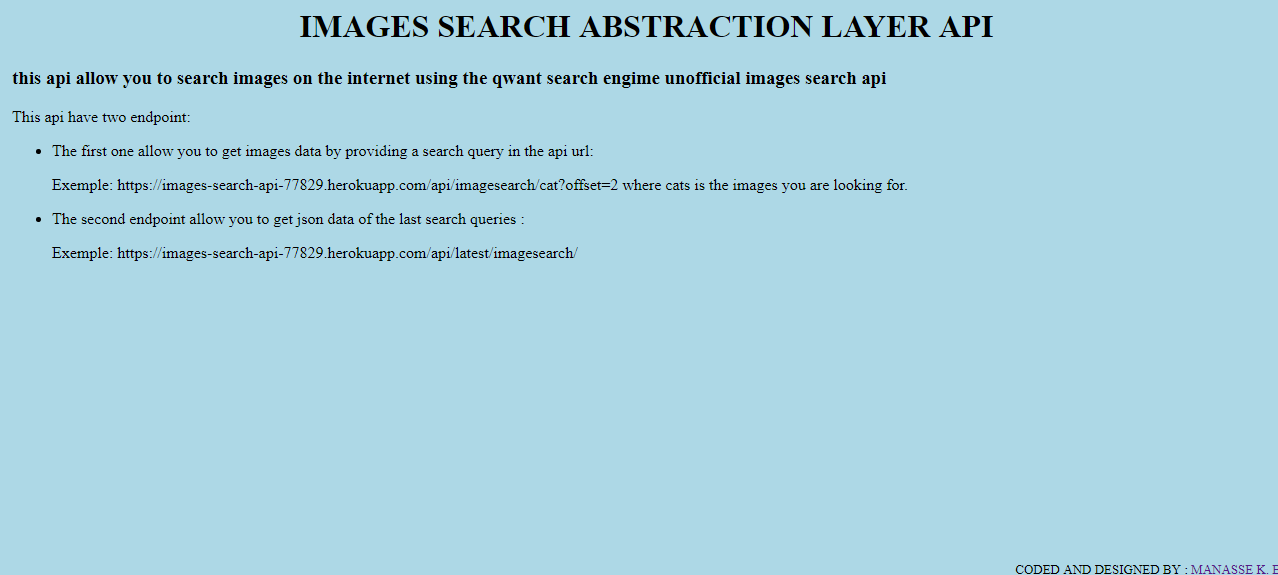 IMAGES SEARCH ABSTRACTION LAYER API
this api allow you to search images on the internet using the qwant search engime unofficial images search api
This api have two endpoint:
The first one allow you to get images data by providing a search query in the api url:
Exemple: https://images-search-api-77829.herokuapp.com/api/imagesearch/cat?offset=2 where cats is the images you are looking for.
The second endpoint allow you to get json data of the last search queries :
Exemple: https://images-search-api-77829.herokuapp.com/api/latest/imagesearch/
CODED AND DESIGNED BY : MANASSE K.